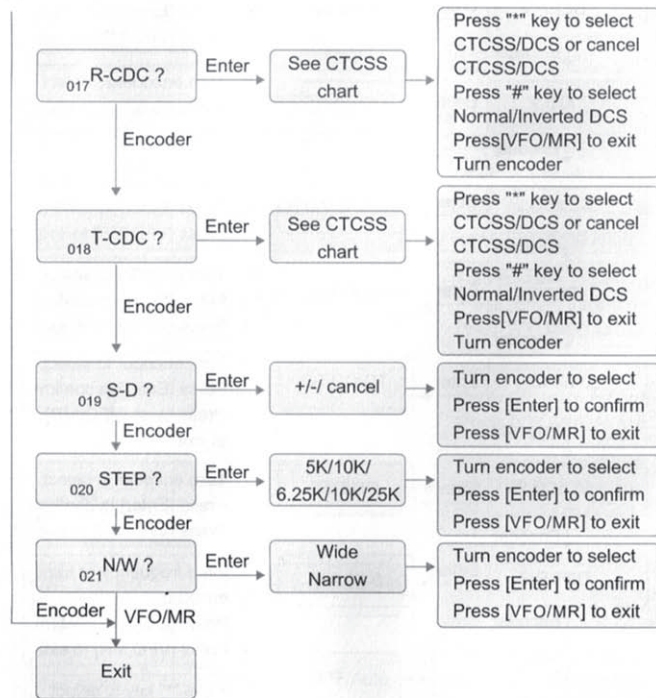 017 R-CDC ?
Enter
See CTCSS
chart
Press "*" key to select
CTCSS/DCS or cancel
CTCSS/DCS
Press "#" key to select
Normal/Inverted DCS
Press[VFO/MR] to exit
Turn encoder
Encoder
018 T-CDC ?
Enter
See CTCSS
chart
Press "*" key to select
CTCSS/DCS or cancel
CTCSS/DCS
Press "#" key to select
Normal/Inverted DCS
Press[VFO/MR] to exit
Turn encoder
Encoder
019 S-D ?
Enter
+/-/ cancel
Turn encoder to select
Press [Enter] to confirm
Press [VFO/MR] to exit
Encoder
020 STEP ?
Enter
5K/10K/
6.25K/10K/25K
Turn encoder to select
Press [Enter] to confirm
Press [VFO/MR] to exit
Encoder
021 N/W ?
Enter
Wide
Narrow
Turn encoder to select
Press [Enter] to confirm
Press [VFO/MR] to exit
Encoder
VFO/MR
Exit